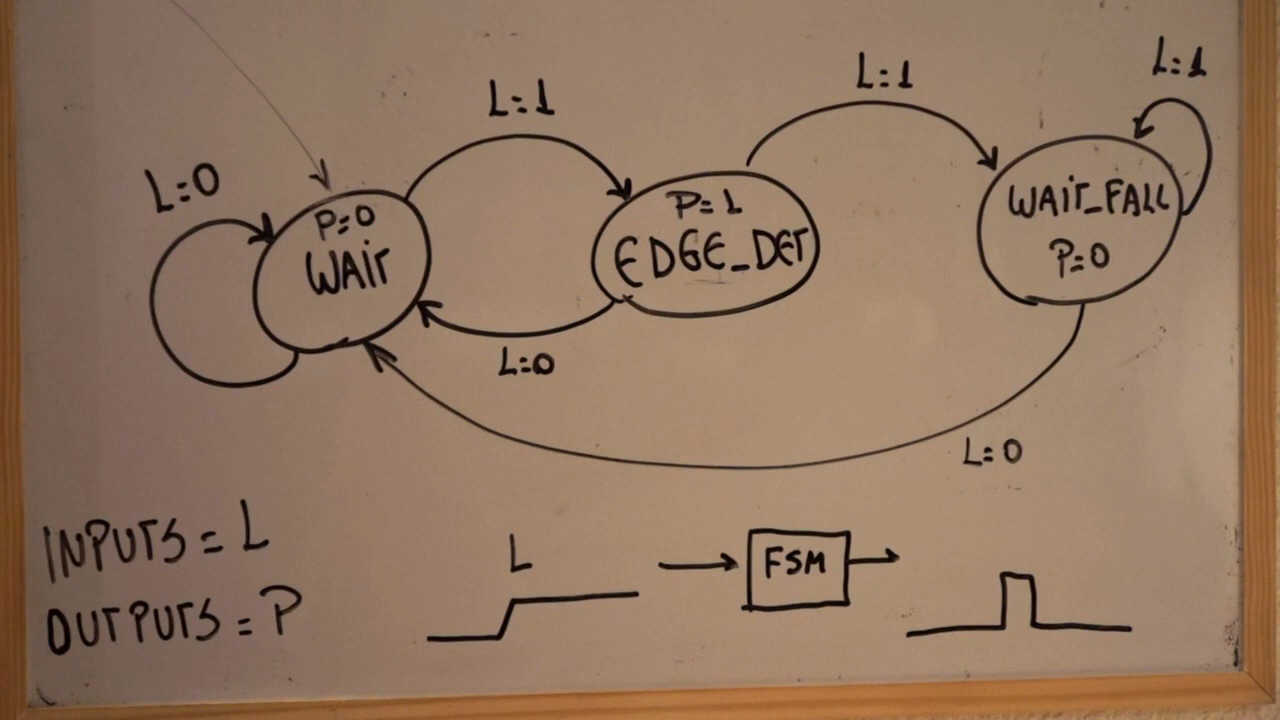 L=1
L=1
L=1
L=0
P=0
WAIT
P=1
EDGE_DET
WAIT_FALL
P=0
L=0
L=0
INPUTS = L
OUTPUTS = P
L
FSM